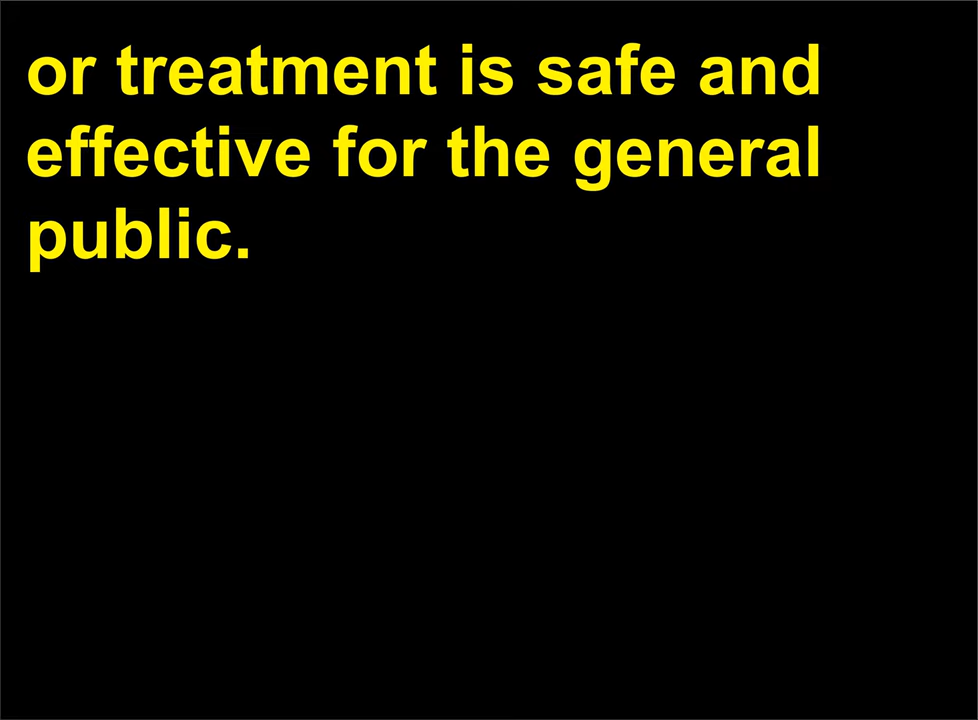 or treatment is safe and
effective for the general
public.